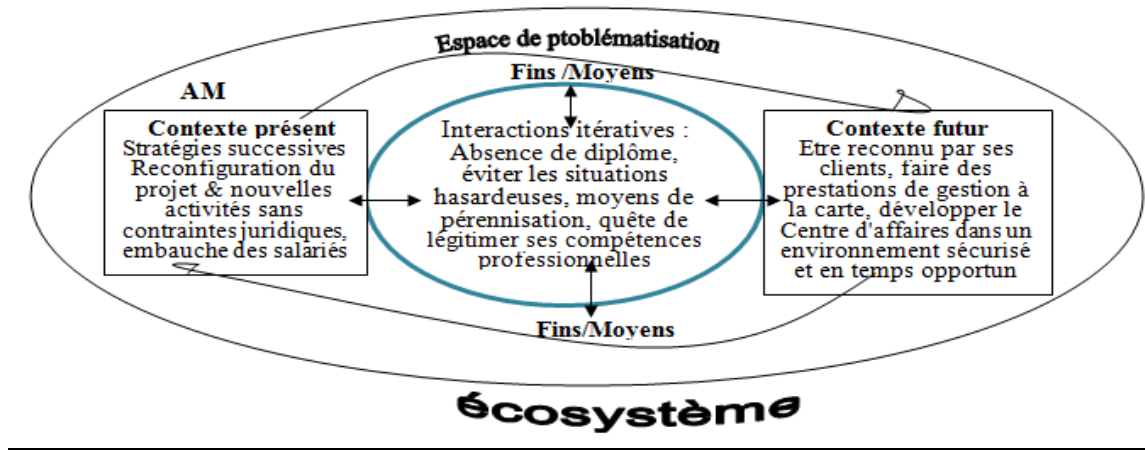 Espace de ptoblématisation
Fins /Moyens
AM
Contexte présent
Stratégies successives
Reconfiguration du
projet & nouvelles
activités sans
contraintes juridiques,
embauche des salariés
Interactions itératives :
Absence de diplôme,
éviter les situations
hasardeuses, moyens de
pérennisation, quête de
légitimer ses compétences
professionnelles
Contexte futur
Etre reconnu par ses
clients, faire des
prestations de gestion à
la carte, développer le
Centre d'affaires dans un
environnement sécurisé
et en temps opportun
Fins/Moyens
écosystème